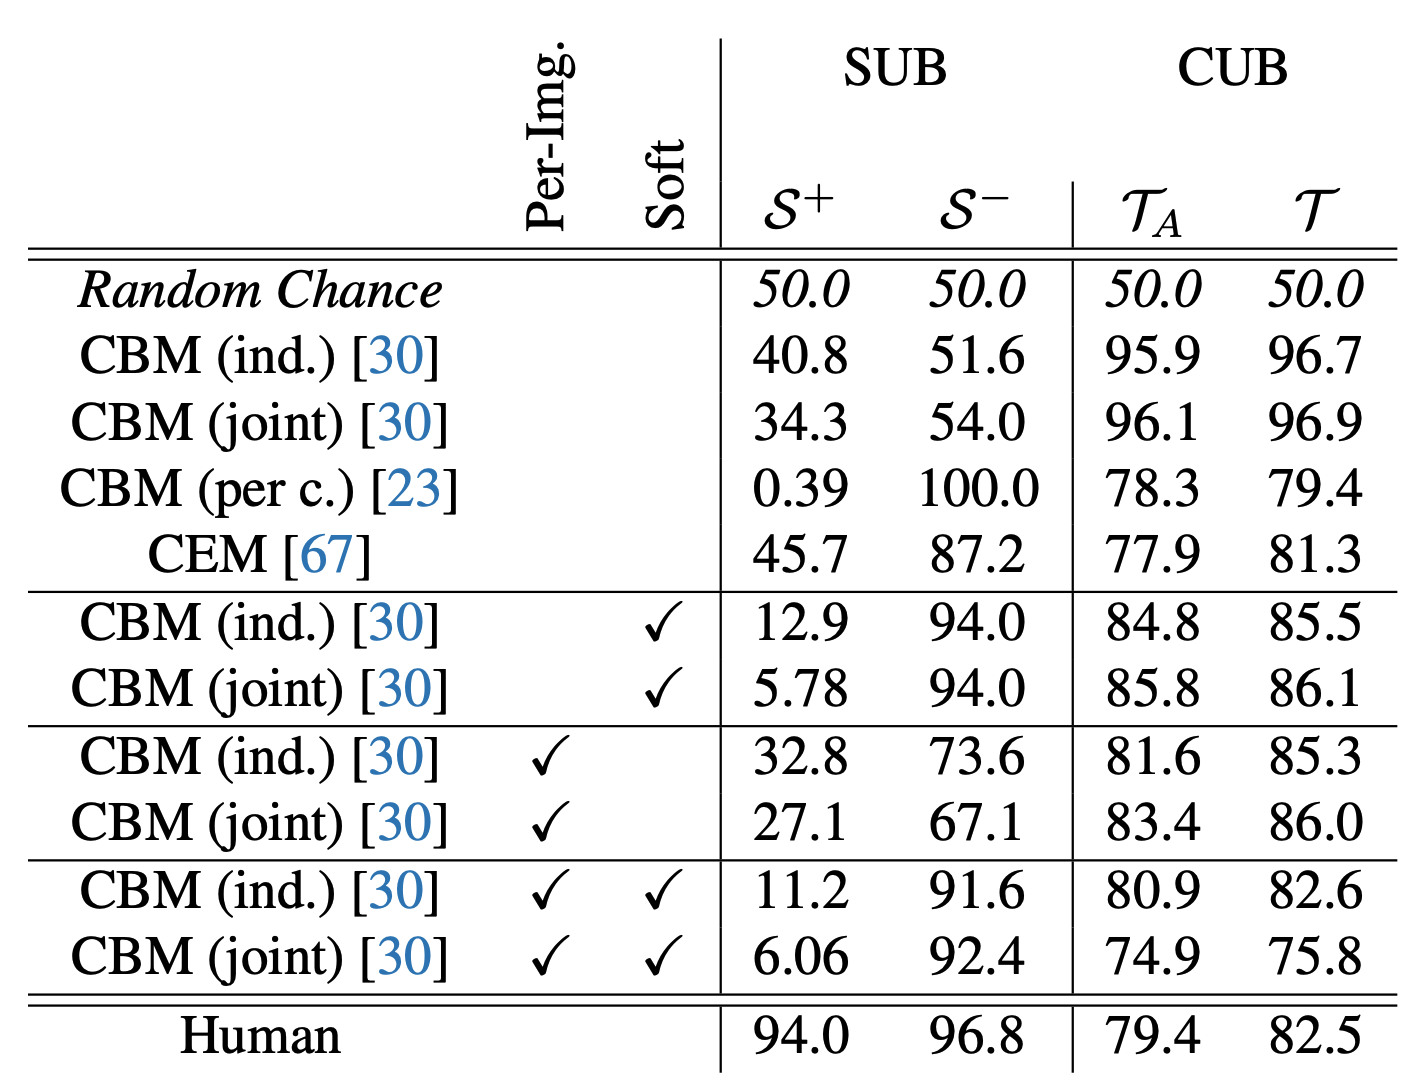 Per-Img. Soft SUB CUB
𝒮⁺ 𝒮⁻ 𝒯_A 𝒯
Random Chance 50.0 50.0 50.0 50.0
CBM (ind.) [30] 40.8 51.6 95.9 96.7
CBM (joint) [30] 34.3 54.0 96.1 96.9
CBM (per c.) [23] 0.39 100.0 78.3 79.4
CEM [67] 45.7 87.2 77.9 81.3
CBM (ind.) [30] ✓ 12.9 94.0 84.8 85.5
CBM (joint) [30] ✓ 5.78 94.0 85.8 86.1
CBM (ind.) [30] ✓ 32.8 73.6 81.6 85.3
CBM (joint) [30] ✓ 27.1 67.1 83.4 86.0
CBM (ind.) [30] ✓ ✓ 11.2 91.6 80.9 82.6
CBM (joint) [30] ✓ ✓ 6.06 92.4 74.9 75.8
Human 94.0 96.8 79.4 82.5